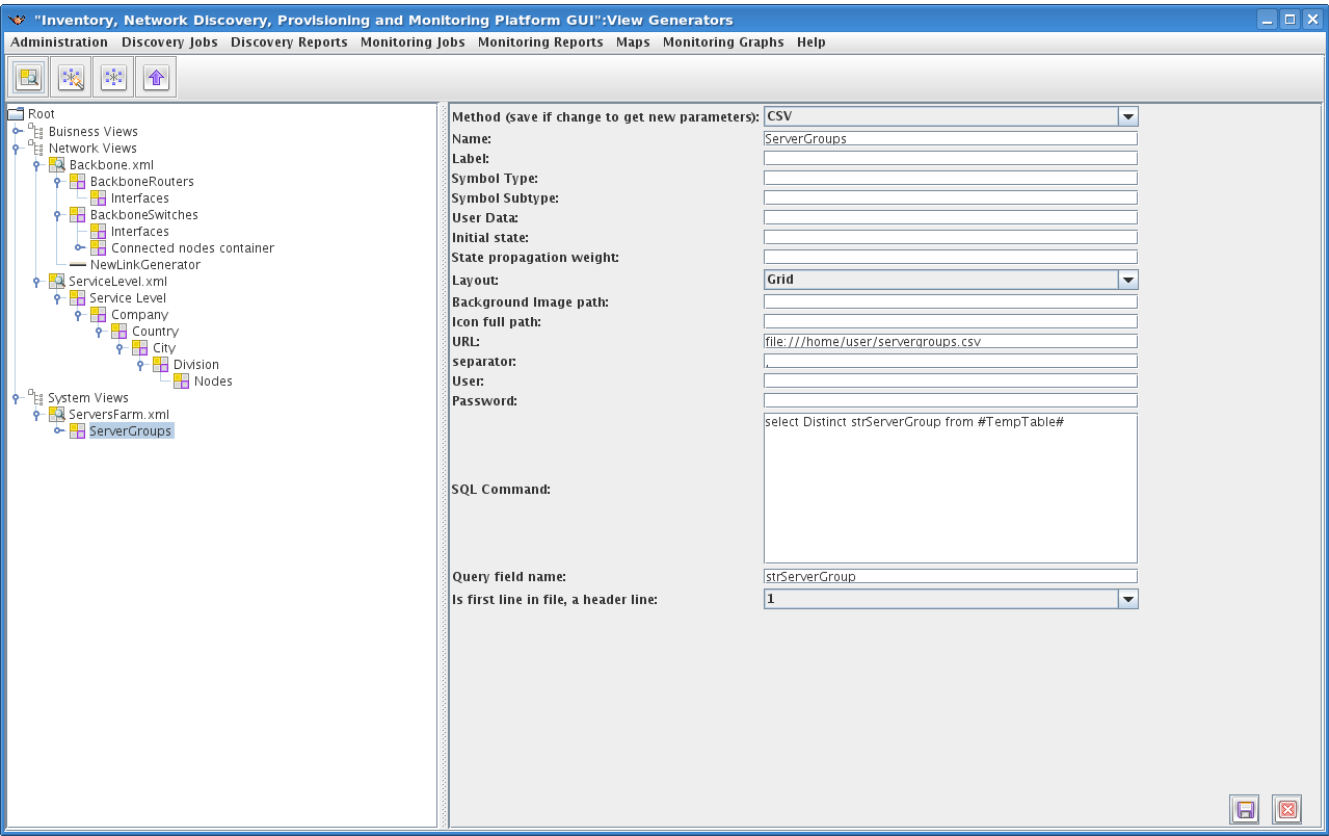 "Inventory, Network Discovery, Provisioning and Monitoring Platform GUI":View Generators
Administration Discovery Jobs Discovery Reports Monitoring Jobs Monitoring Reports Maps Monitoring Graphs Help
Root
Buisness Views
Network Views
Backbone.xml
BackboneRouters
Interfaces
BackboneSwitches
Interfaces
Connected nodes container
NewLinkGenerator
ServiceLevel.xml
Service Level
Company
Country
City
Division
Nodes
System Views
ServersFarm.xml
ServerGroups
Method (save if change to get new parameters): CSV
Name: ServerGroups
Label:
Symbol Type:
Symbol Subtype:
User Data:
Initial state:
State propagation weight:
Layout: Grid
Background Image path:
Icon full path:
URL: file:///home/user/servergroups.csv
separator: ,
User:
Password:
SQL Command: select Distinct strServerGroup from #TempTable#
Query field name: strServerGroup
Is first line in file, a header line: 1